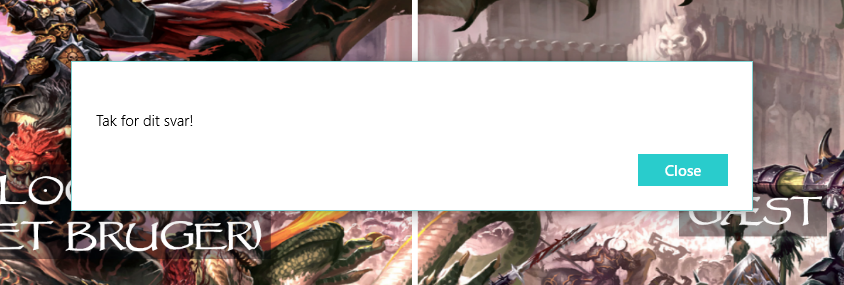 Tak for dit svar!
Close
ET BRUGER)
GÆST